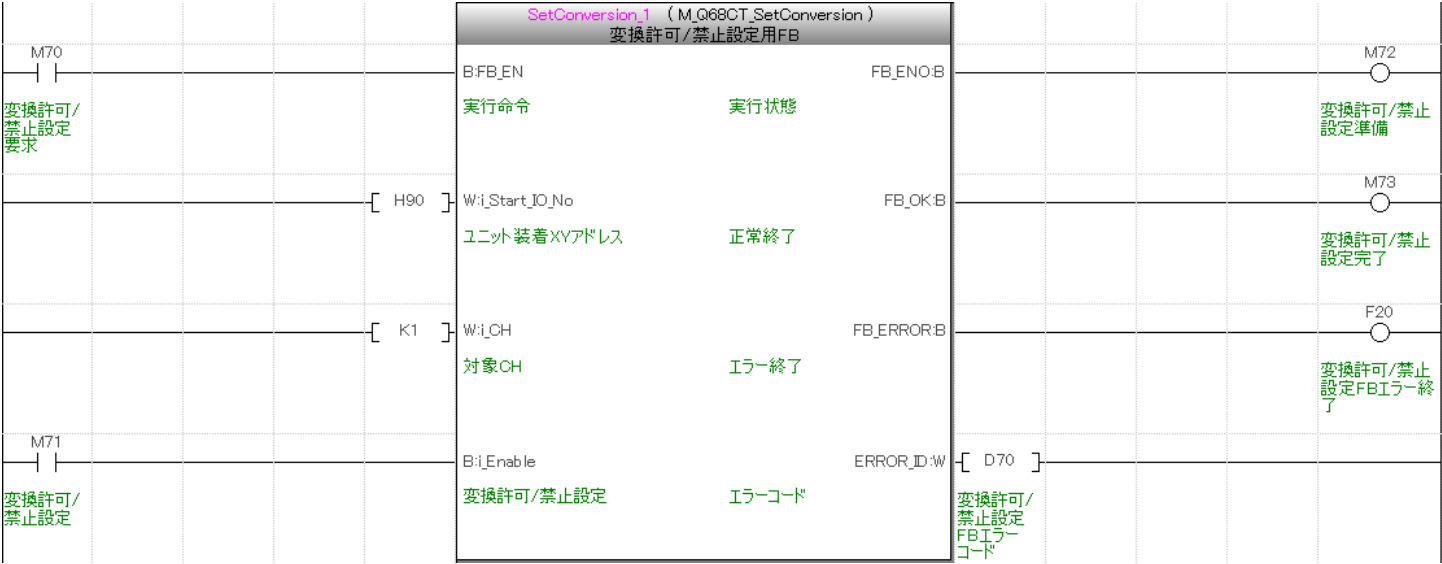 SetConversion_1 （M_Q68CT_SetConversion）
変換許可/禁止設定用FB
M70
B:FB_EN
FB_ENO:B
M72
変換許可/
禁止設定
要求
実行命令
実行状態
変換許可/禁止
設定準備
H90
W:i_Start_IO_No
FB_OK:B
M73
ユニット装着XYアドレス
正常終了
変換許可/禁止
設定完了
K1
W:i_CH
FB_ERROR:B
F20
対象CH
エラー終了
変換許可/禁止
設定FBエラー終
了
M71
B:i_Enable
ERROR_ID:W
D70
変換許可/
禁止設定
変換許可/禁止設定
エラーコード
変換許可/
禁止設定
FBエラー
コード